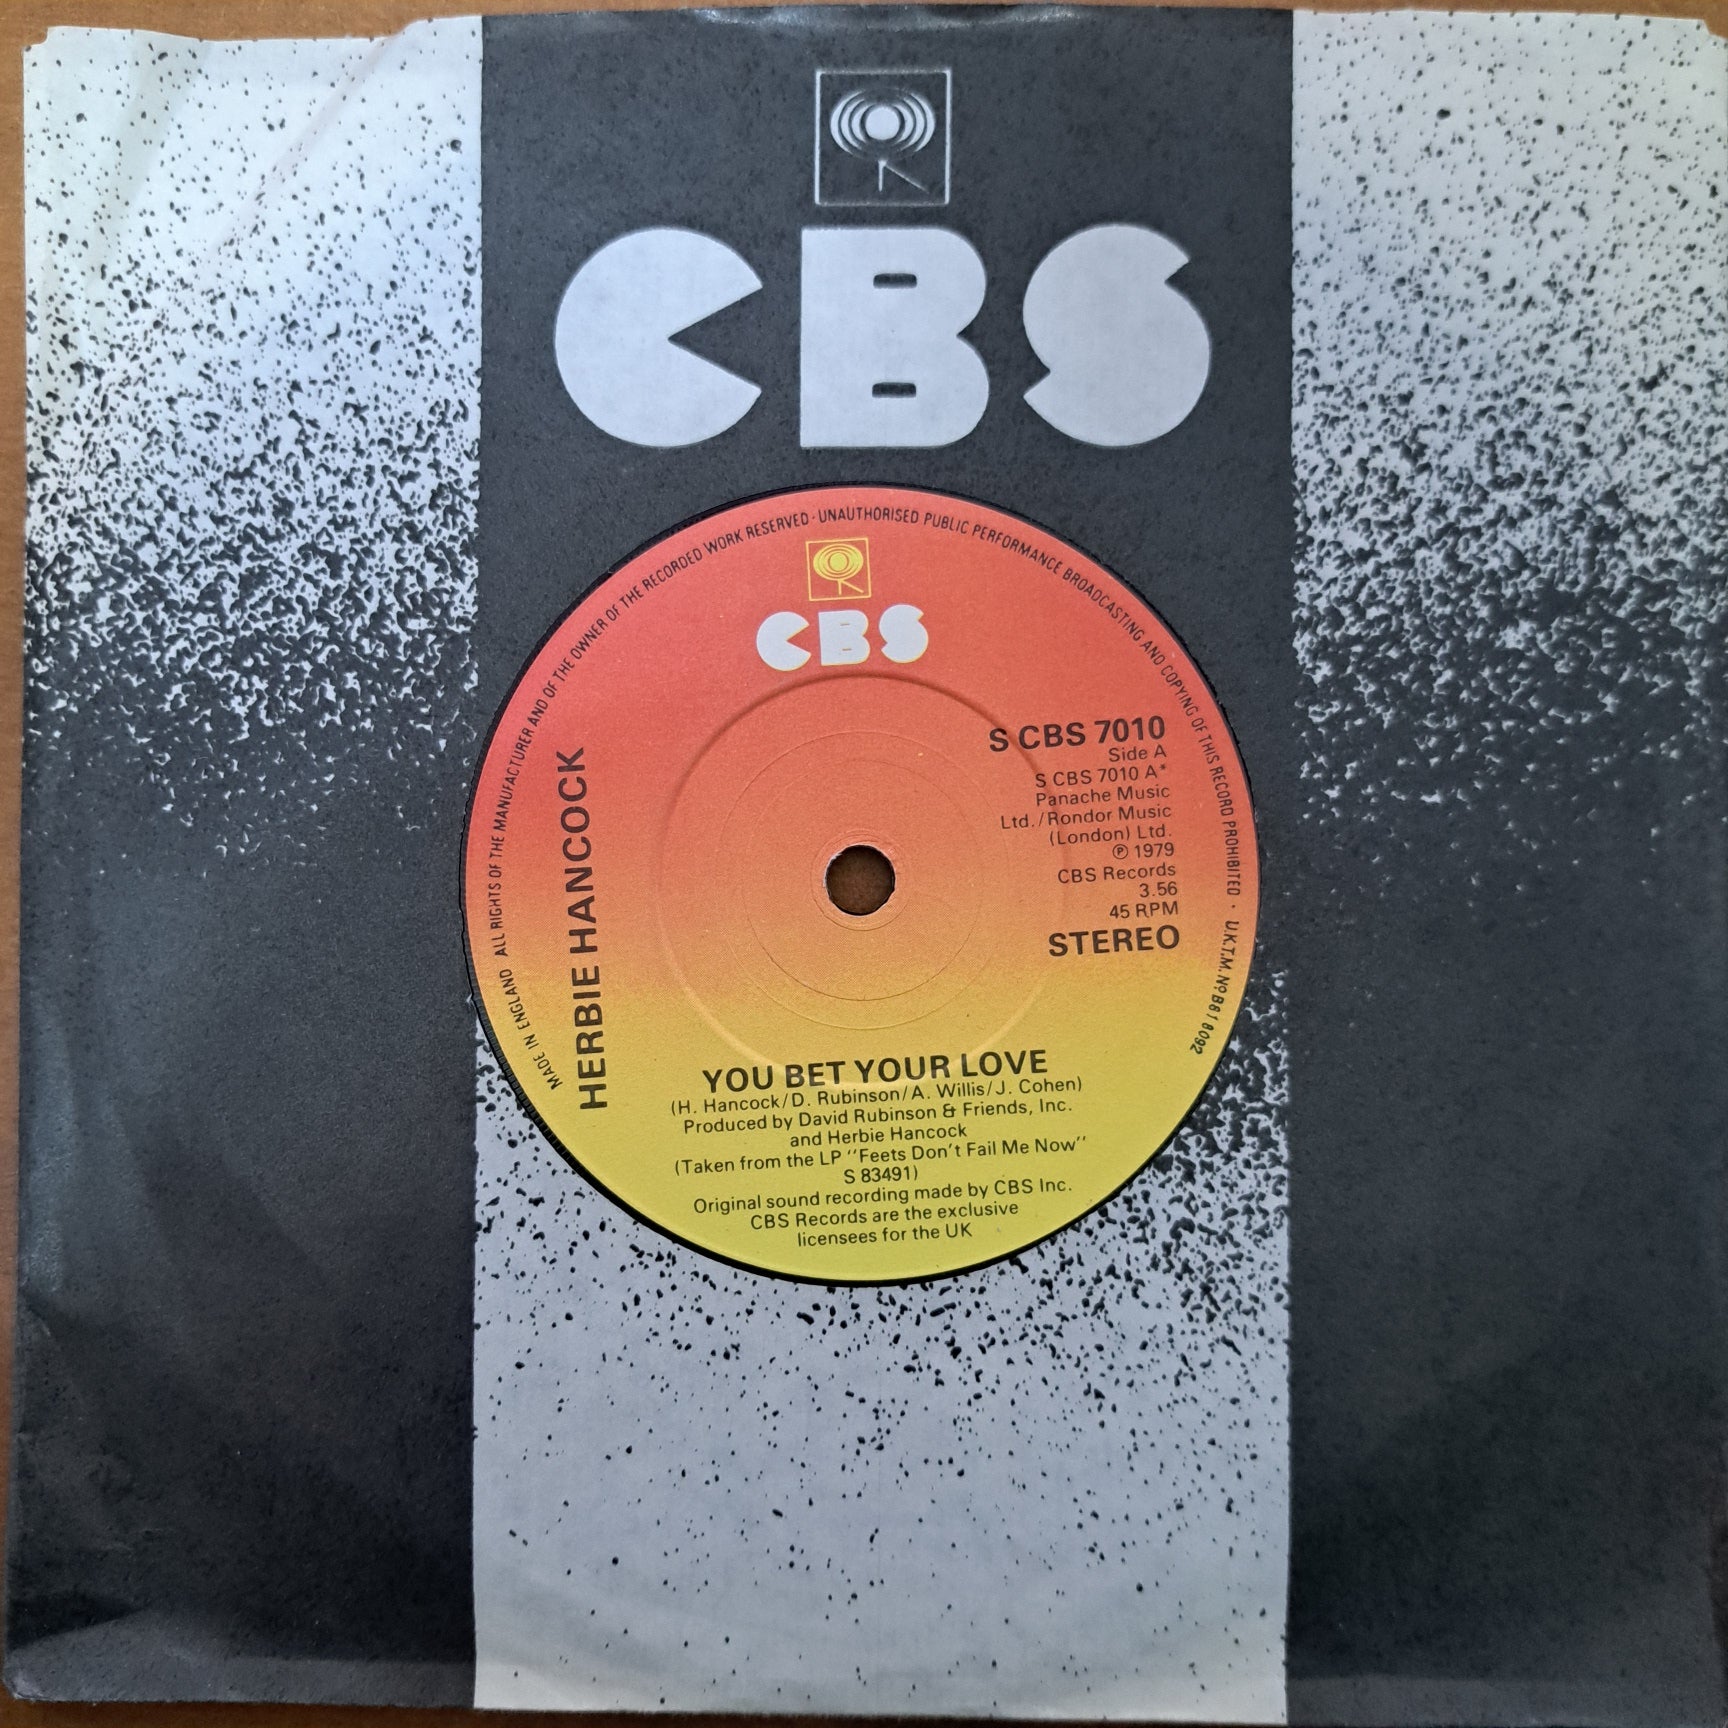 CBS
MADE IN ENGLAND ALL RIGHTS OF THE MANUFACTURER AND OF THE OWNER OF THE RECORDED WORK RESERVED · UNAUTHORISED PUBLIC PERFORMANCE BROADCASTING AND COPYING OF THIS RECORD PROHIBITED · U.K.T.M. Nº B618092
CBS
HERBIE HANCOCK
S CBS 7010
Side A
S CBS 7010 A*
Panache Music
Ltd./Rondor Music
(London) Ltd.
℗ 1979
CBS Records
3.56
45 RPM
STEREO
YOU BET YOUR LOVE
(H. Hancock/D. Rubinson/A. Willis/J. Cohen)
Produced by David Rubinson & Friends, Inc.
and Herbie Hancock
(Taken from the LP ''Feets Don't Fail Me Now''
S 83491)
Original sound recording made by CBS Inc.
CBS Records are the exclusive
licensees for the UK